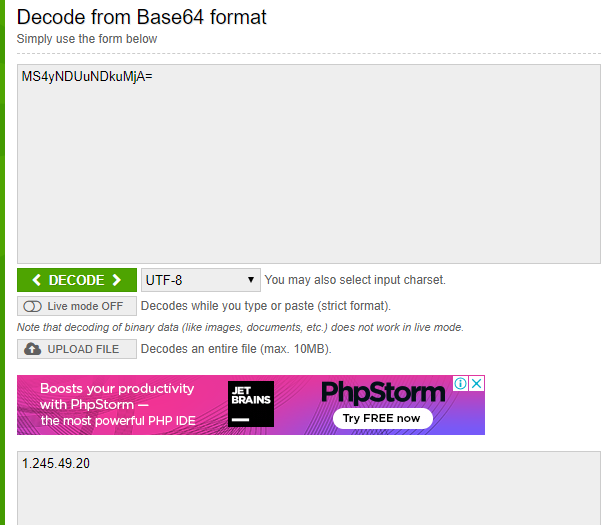 Decode from Base64 format
Simply use the form below
MS4yNDUuNDkuMjA=
DECODE UTF-8 You may also select input charset.
Live mode OFF Decodes while you type or paste (strict format).
Note that decoding of binary data (like images, documents, etc.) does not work in live mode.
UPLOAD FILE Decodes an entire file (max. 10MB).
Boosts your productivity
with PhpStorm —
the most powerful PHP IDE
JET
BRAINS
PhpStorm
Try FREE now
1.245.49.20